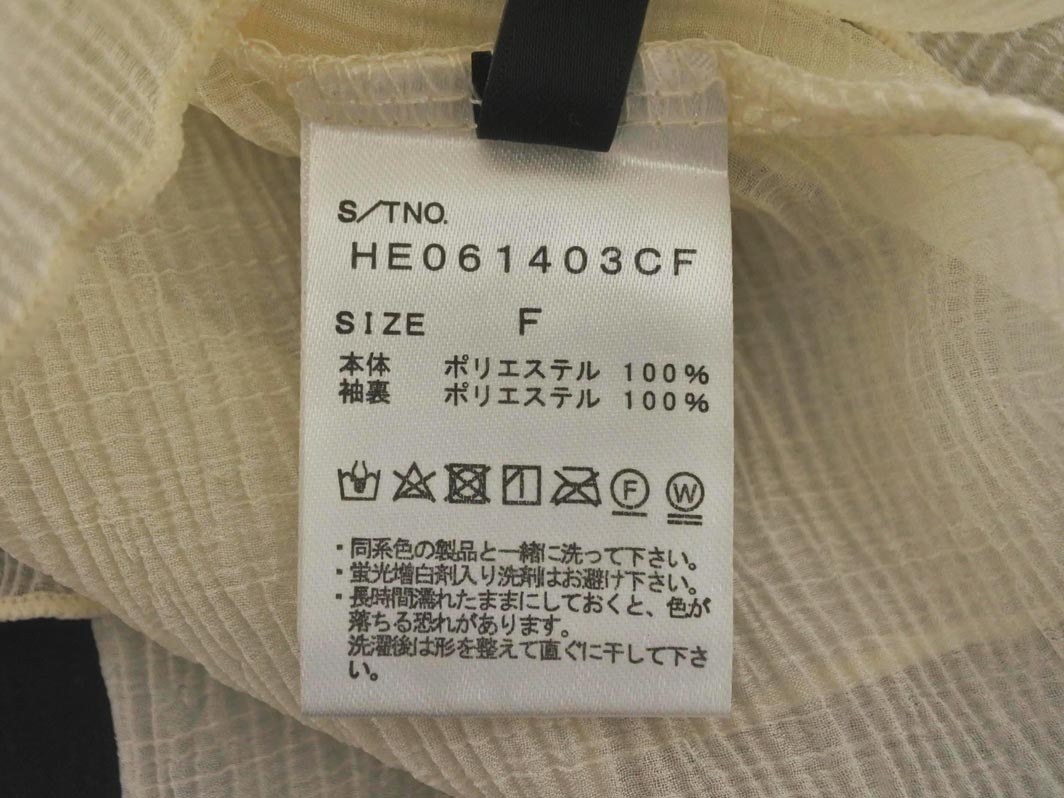 S/TNO.
HE061403CF
SIZE F
本体 ポリエステル 100%
袖裏 ポリエステル 100%
F W
・同系色の製品と一緒に洗って下さい。
・蛍光増白剤入り洗剤はお避け下さい。
・長時間濡れたままにしておくと、色が
落ちる恐れがあります。
洗濯後は形を整えて直ぐに干して下さ
い。